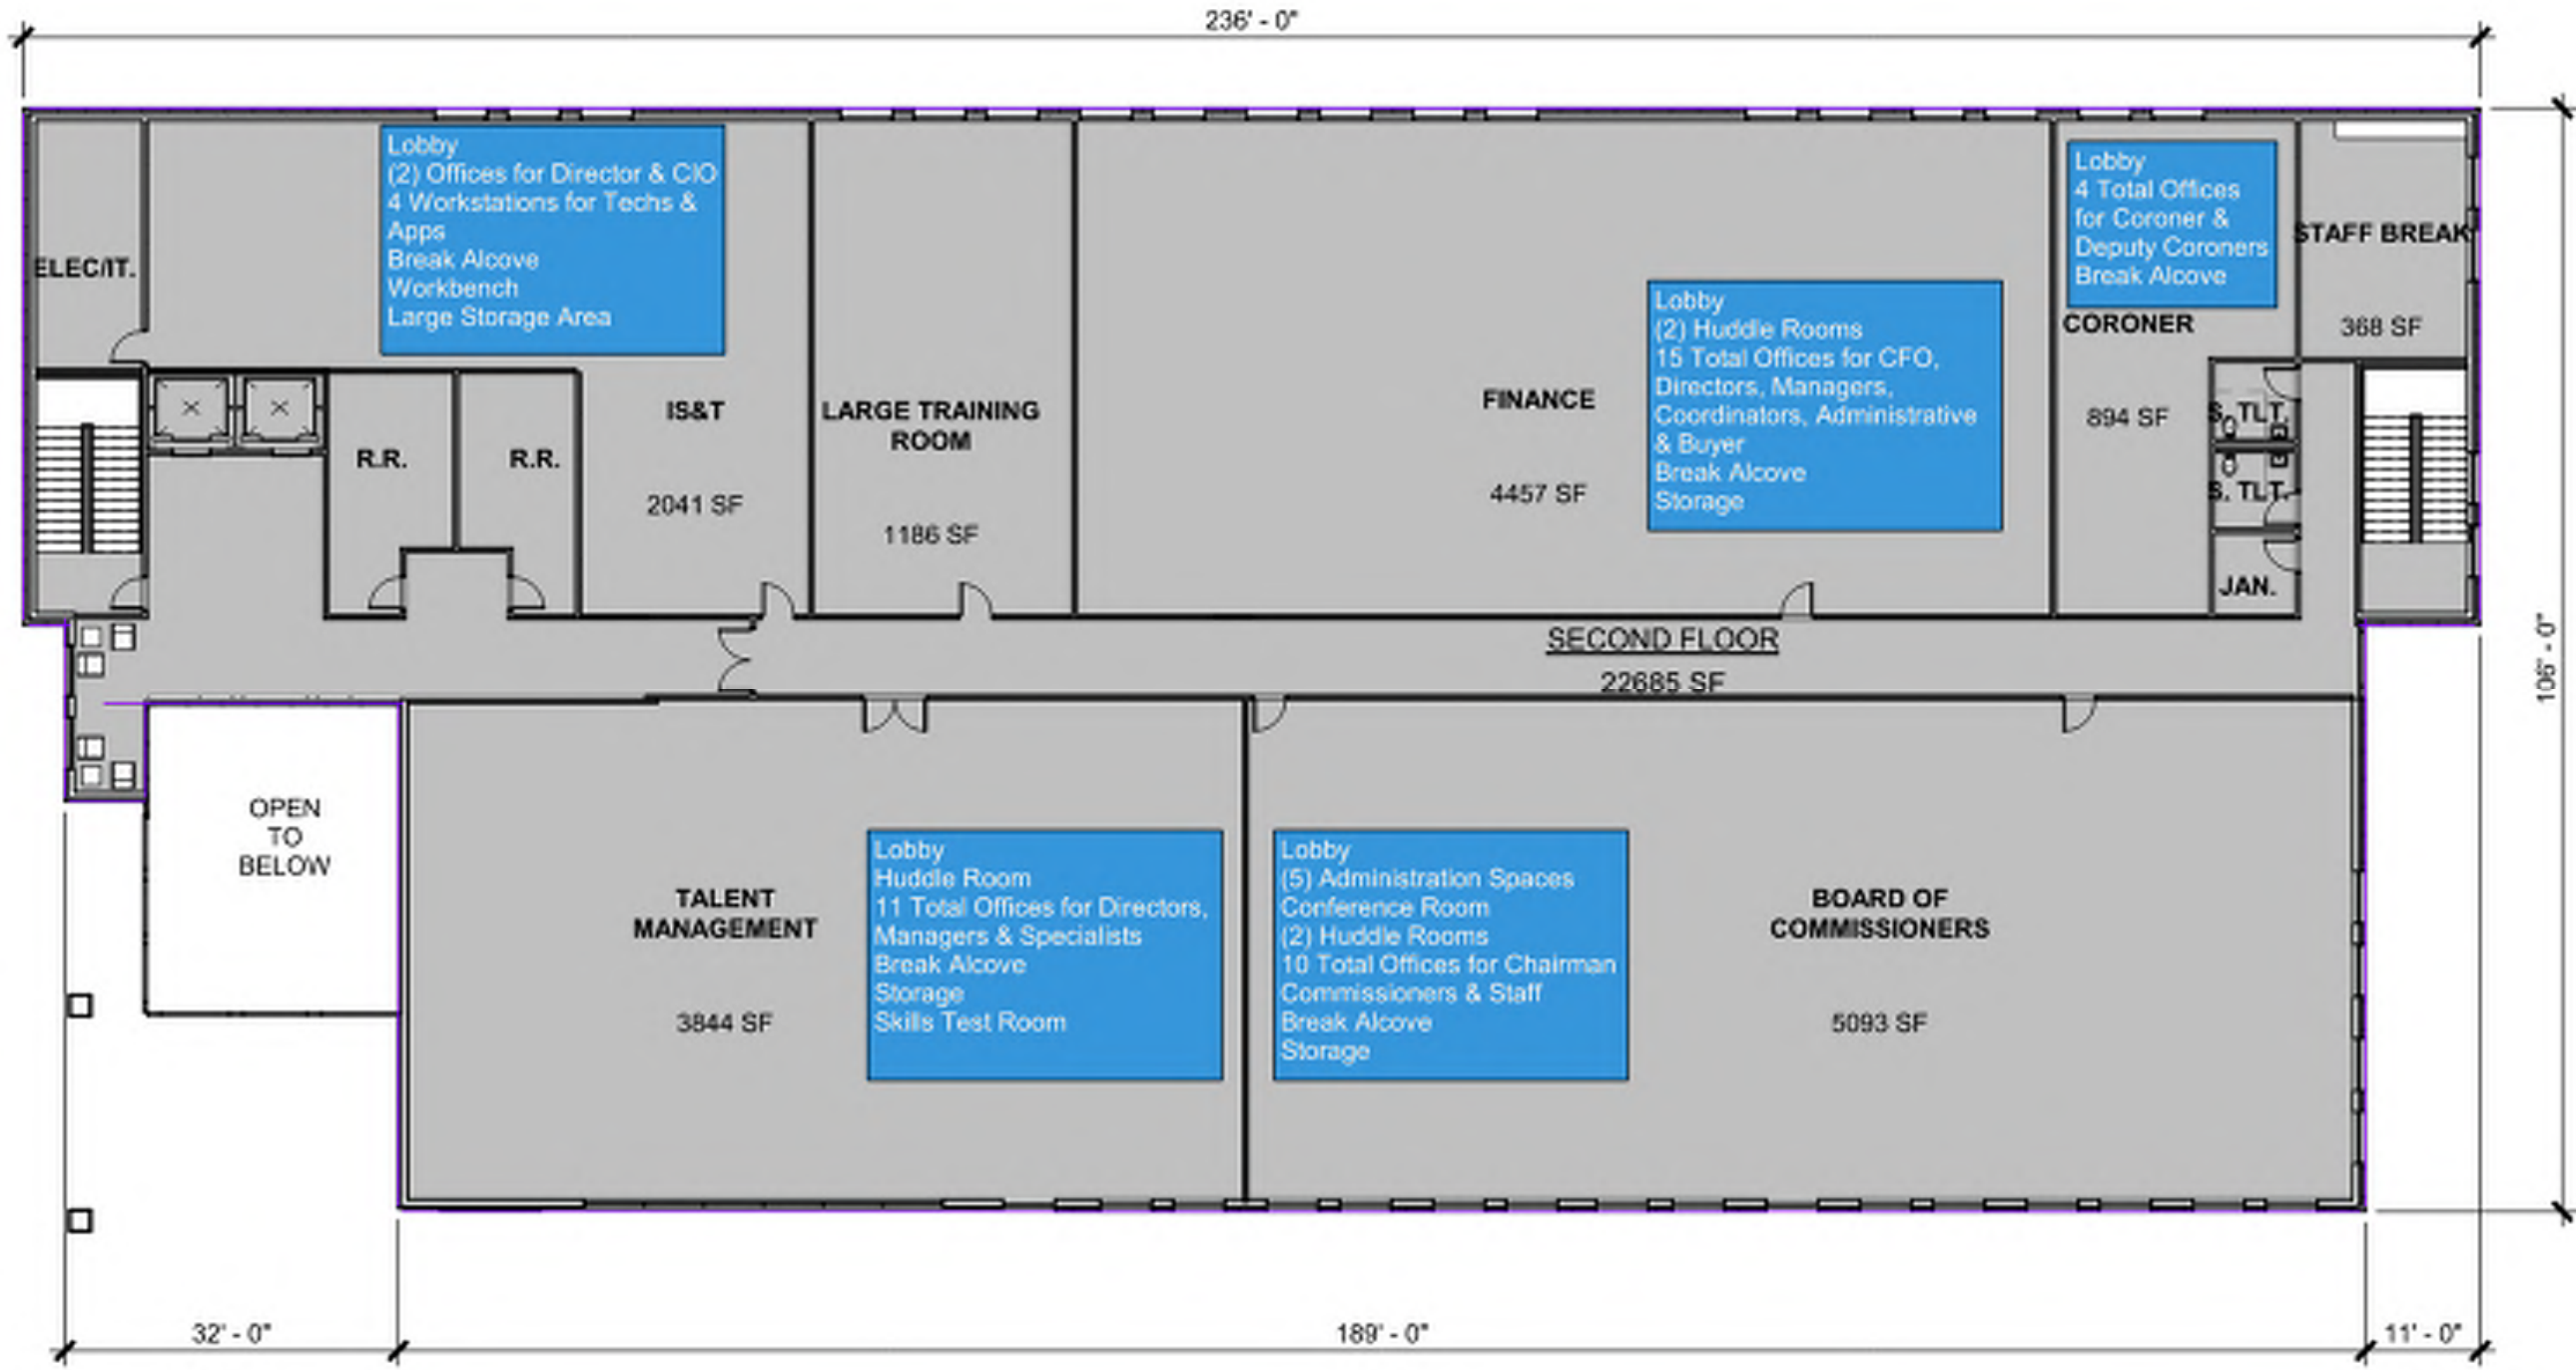 236' - 0"
Lobby
(2) Offices for Director & CIO
4 Workstations for Techs &
Apps
Break Alcove
Workbench
Large Storage Area
Lobby
4 Total Offices
for Coroner &
Deputy Coroners
Break Alcove
ELEC/IT.
STAFF BREAK
368 SF
Lobby
(2) Huddle Rooms
15 Total Offices for CFO,
Directors, Managers,
Coordinators, Administrative
& Buyer
Break Alcove
Storage
CORONER
894 SF
R.R.
R.R.
IS&T
2041 SF
LARGE TRAINING
ROOM
1186 SF
FINANCE
4457 SF
S. TLT.
S. TLT.
JAN.
SECOND FLOOR
22685 SF
106' - 0"
OPEN
TO
BELOW
TALENT
MANAGEMENT
3844 SF
Lobby
Huddle Room
11 Total Offices for Directors,
Managers & Specialists
Break Alcove
Storage
Skills Test Room
Lobby
(5) Administration Spaces
Conference Room
(2) Huddle Rooms
10 Total Offices for Chairman
Commissioners & Staff
Break Alcove
Storage
BOARD OF
COMMISSIONERS
5093 SF
32' - 0"
189' - 0"
11' - 0"